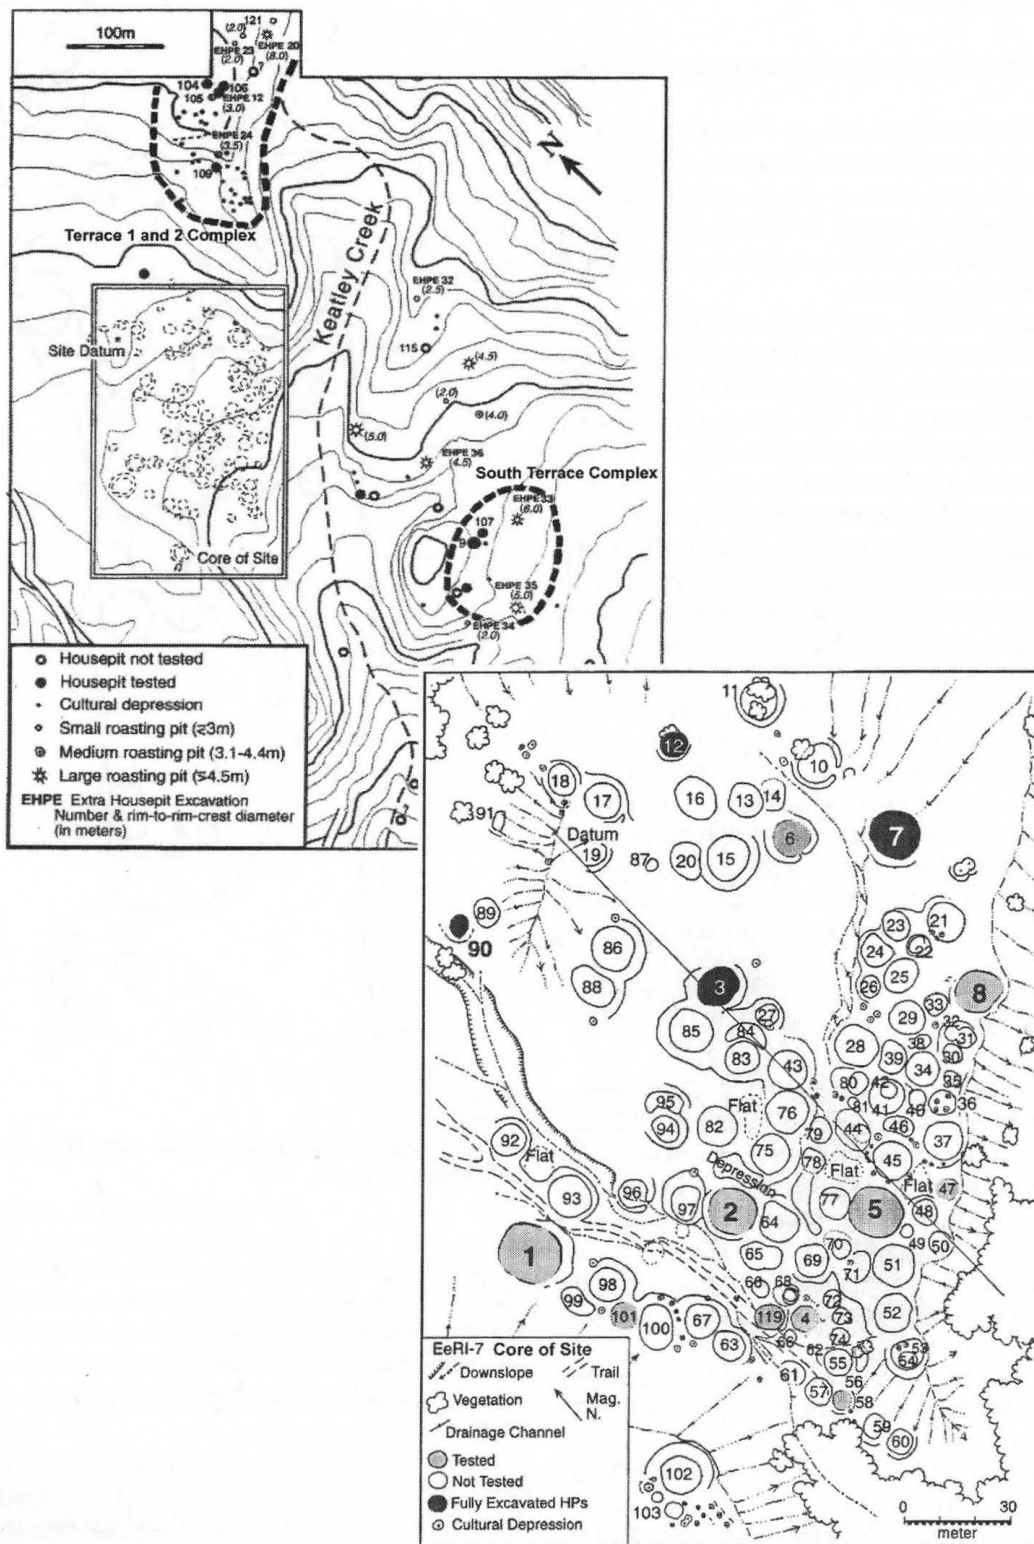 100m
121
(2.0)
EHPE 23
(2.0)
EHPE 20
(8.0)
7
104
106
105
EHPE 12
(3.0)
EHPE 24
(3.5)
109
N
Terrace 1 and 2 Complex
Keatley Creek
EHPE 32
(2.5)
115
(4.5)
(2.0)
(4.0)
(5.0)
EHPE 36
(4.5)
Site Datum
Core of Site
South Terrace Complex
EHPE 33
(6.0)
107
9
EHPE 35
(5.0)
EHPE 34
(2.0)
Housepit not tested
Housepit tested
Cultural depression
Small roasting pit (≥3m)
Medium roasting pit (3.1-4.4m)
Large roasting pit (≤4.5m)
EHPE Extra Housepit Excavation
Number & rim-to-rim-crest diameter
(in meters)
11
12
10
18
17
16
13
14
91
Datum
19
87
20
15
6
7
89
90
86
88
3
27
85
84
83
43
23
21
24
22
25
26
8
33
29
32
31
28
38
30
39
34
80
42
35
81
41
40
36
95
94
82
Flat
76
79
44
46
37
75
78
Flat
45
Flat
47
Depression
92
Flat
93
96
97
2
64
77
5
48
49
50
1
65
70
69
71
51
98
99
66
68
72
52
101
100
67
63
119
4
73
66
62
74
53
55
54
61
57
56
58
59
60
102
103
EeRI-7 Core of Site
Downslope
Trail
Vegetation
Mag.
N.
Drainage Channel
Tested
Not Tested
Fully Excavated HPs
Cultural Depression
0 30
meter